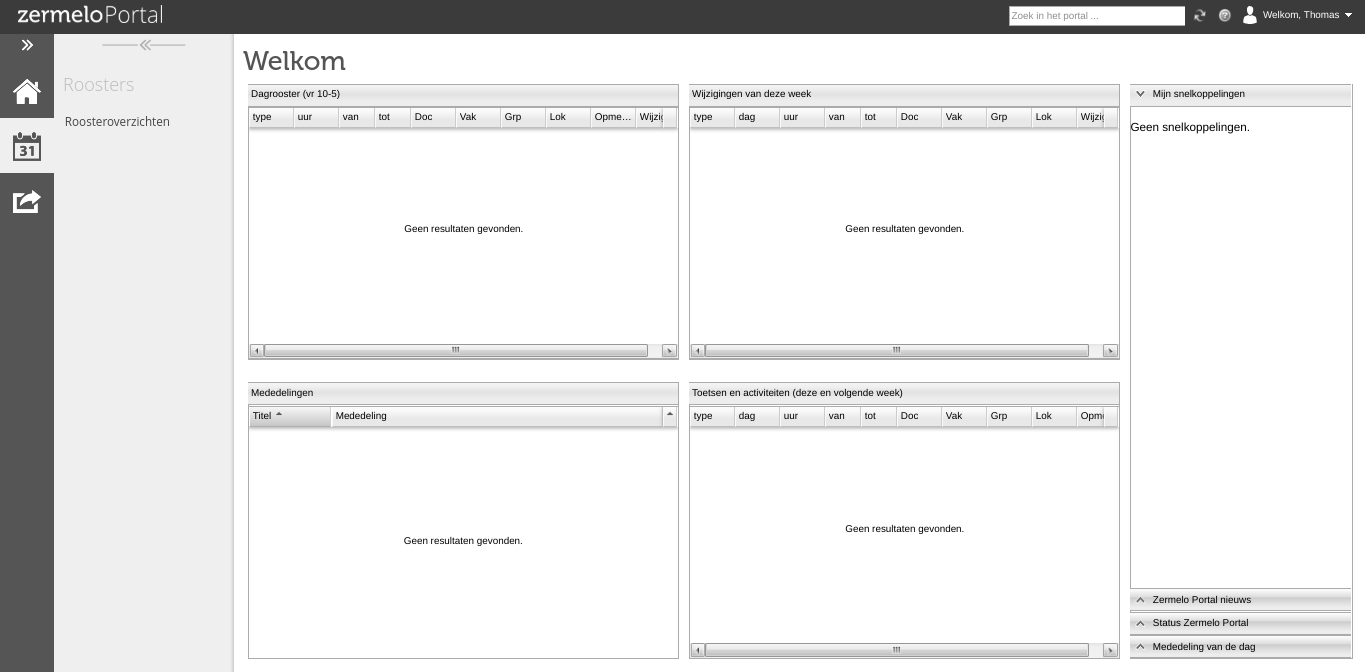 zermeloPortal
Zoek in het portal ...
Welkom, Thomas
Roosters
Roosteroverzichten
31
Welkom
Dagrooster (vr 10-5)
type uur van tot Doc Vak Grp Lok Opme... Wijzi
Geen resultaten gevonden.
Wijzigingen van deze week
type dag uur van tot Doc Vak Grp Lok Wijzi
Geen resultaten gevonden.
Mijn snelkoppelingen
Geen snelkoppelingen.
Mededelingen
Titel Mededeling
Geen resultaten gevonden.
Toetsen en activiteiten (deze en volgende week)
type dag uur van tot Doc Vak Grp Lok Opm
Geen resultaten gevonden.
Zermelo Portal nieuws
Status Zermelo Portal
Mededeling van de dag